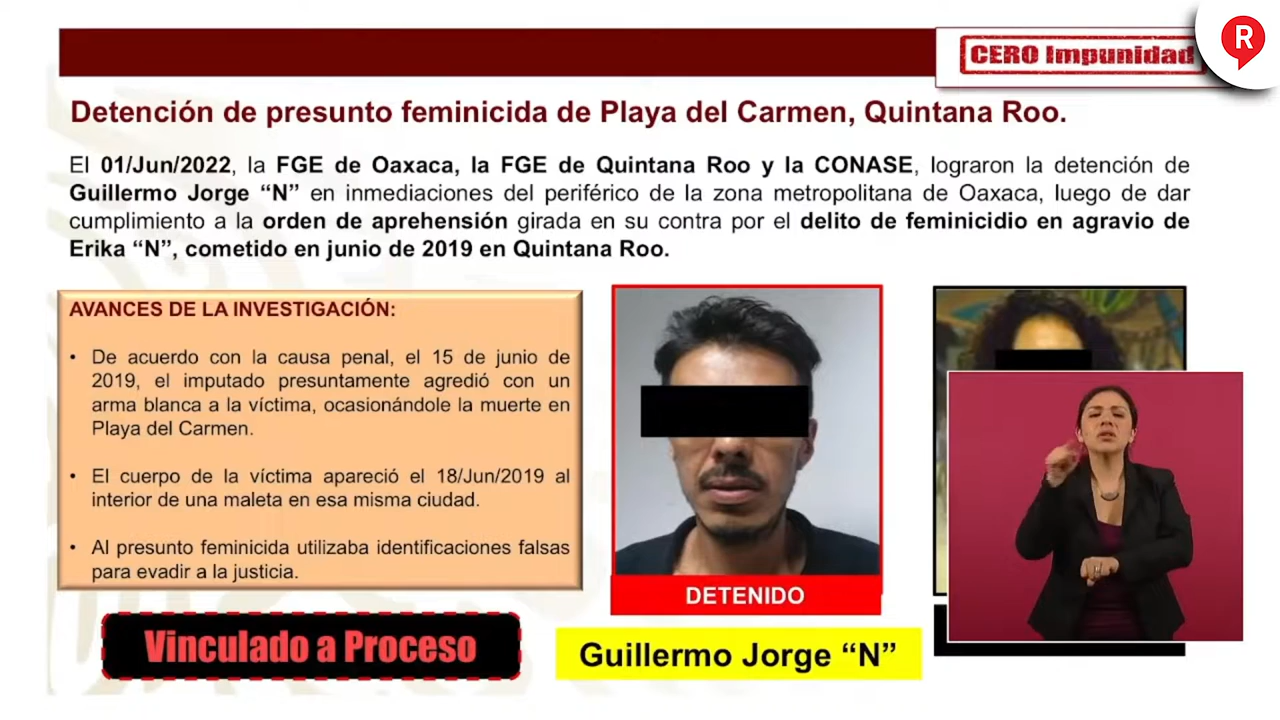 CERO Impunidad
R
Detención de presunto feminicida de Playa del Carmen, Quintana Roo.
El 01/Jun/2022, la FGE de Oaxaca, la FGE de Quintana Roo y la CONASE, lograron la detención de
Guillermo Jorge “N” en inmediaciones del periférico de la zona metropolitana de Oaxaca, luego de dar
cumplimiento a la orden de aprehensión girada en su contra por el delito de feminicidio en agravio de
Erika “N”, cometido en junio de 2019 en Quintana Roo.
AVANCES DE LA INVESTIGACIÓN:
• De acuerdo con la causa penal, el 15 de junio de
2019, el imputado presuntamente agredió con un
arma blanca a la víctima, ocasionándole la muerte en
Playa del Carmen.
• El cuerpo de la víctima apareció el 18/Jun/2019 al
interior de una maleta en esa misma ciudad.
• Al presunto feminicida utilizaba identificaciones falsas
para evadir a la justicia.
Vinculado a Proceso
DETENIDO
Guillermo Jorge “N”